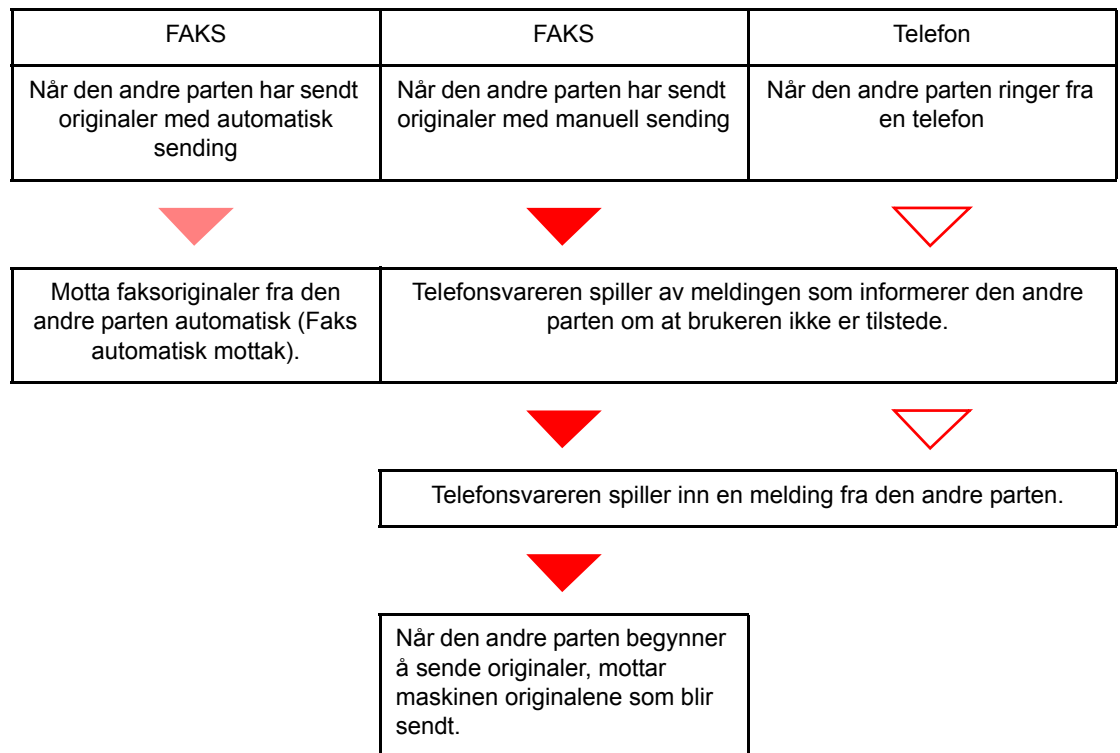 FAKS
FAKS
Telefon
Når den andre parten har sendt
originaler med automatisk
sending
Når den andre parten har sendt
originaler med manuell sending
Når den andre parten ringer fra
en telefon
Motta faksoriginaler fra den
andre parten automatisk (Faks
automatisk mottak).
Telefonsvareren spiller av meldingen som informerer den andre
parten om at brukeren ikke er tilstede.
Telefonsvareren spiller inn en melding fra den andre parten.
Når den andre parten begynner
å sende originaler, mottar
maskinen originalene som blir
sendt.